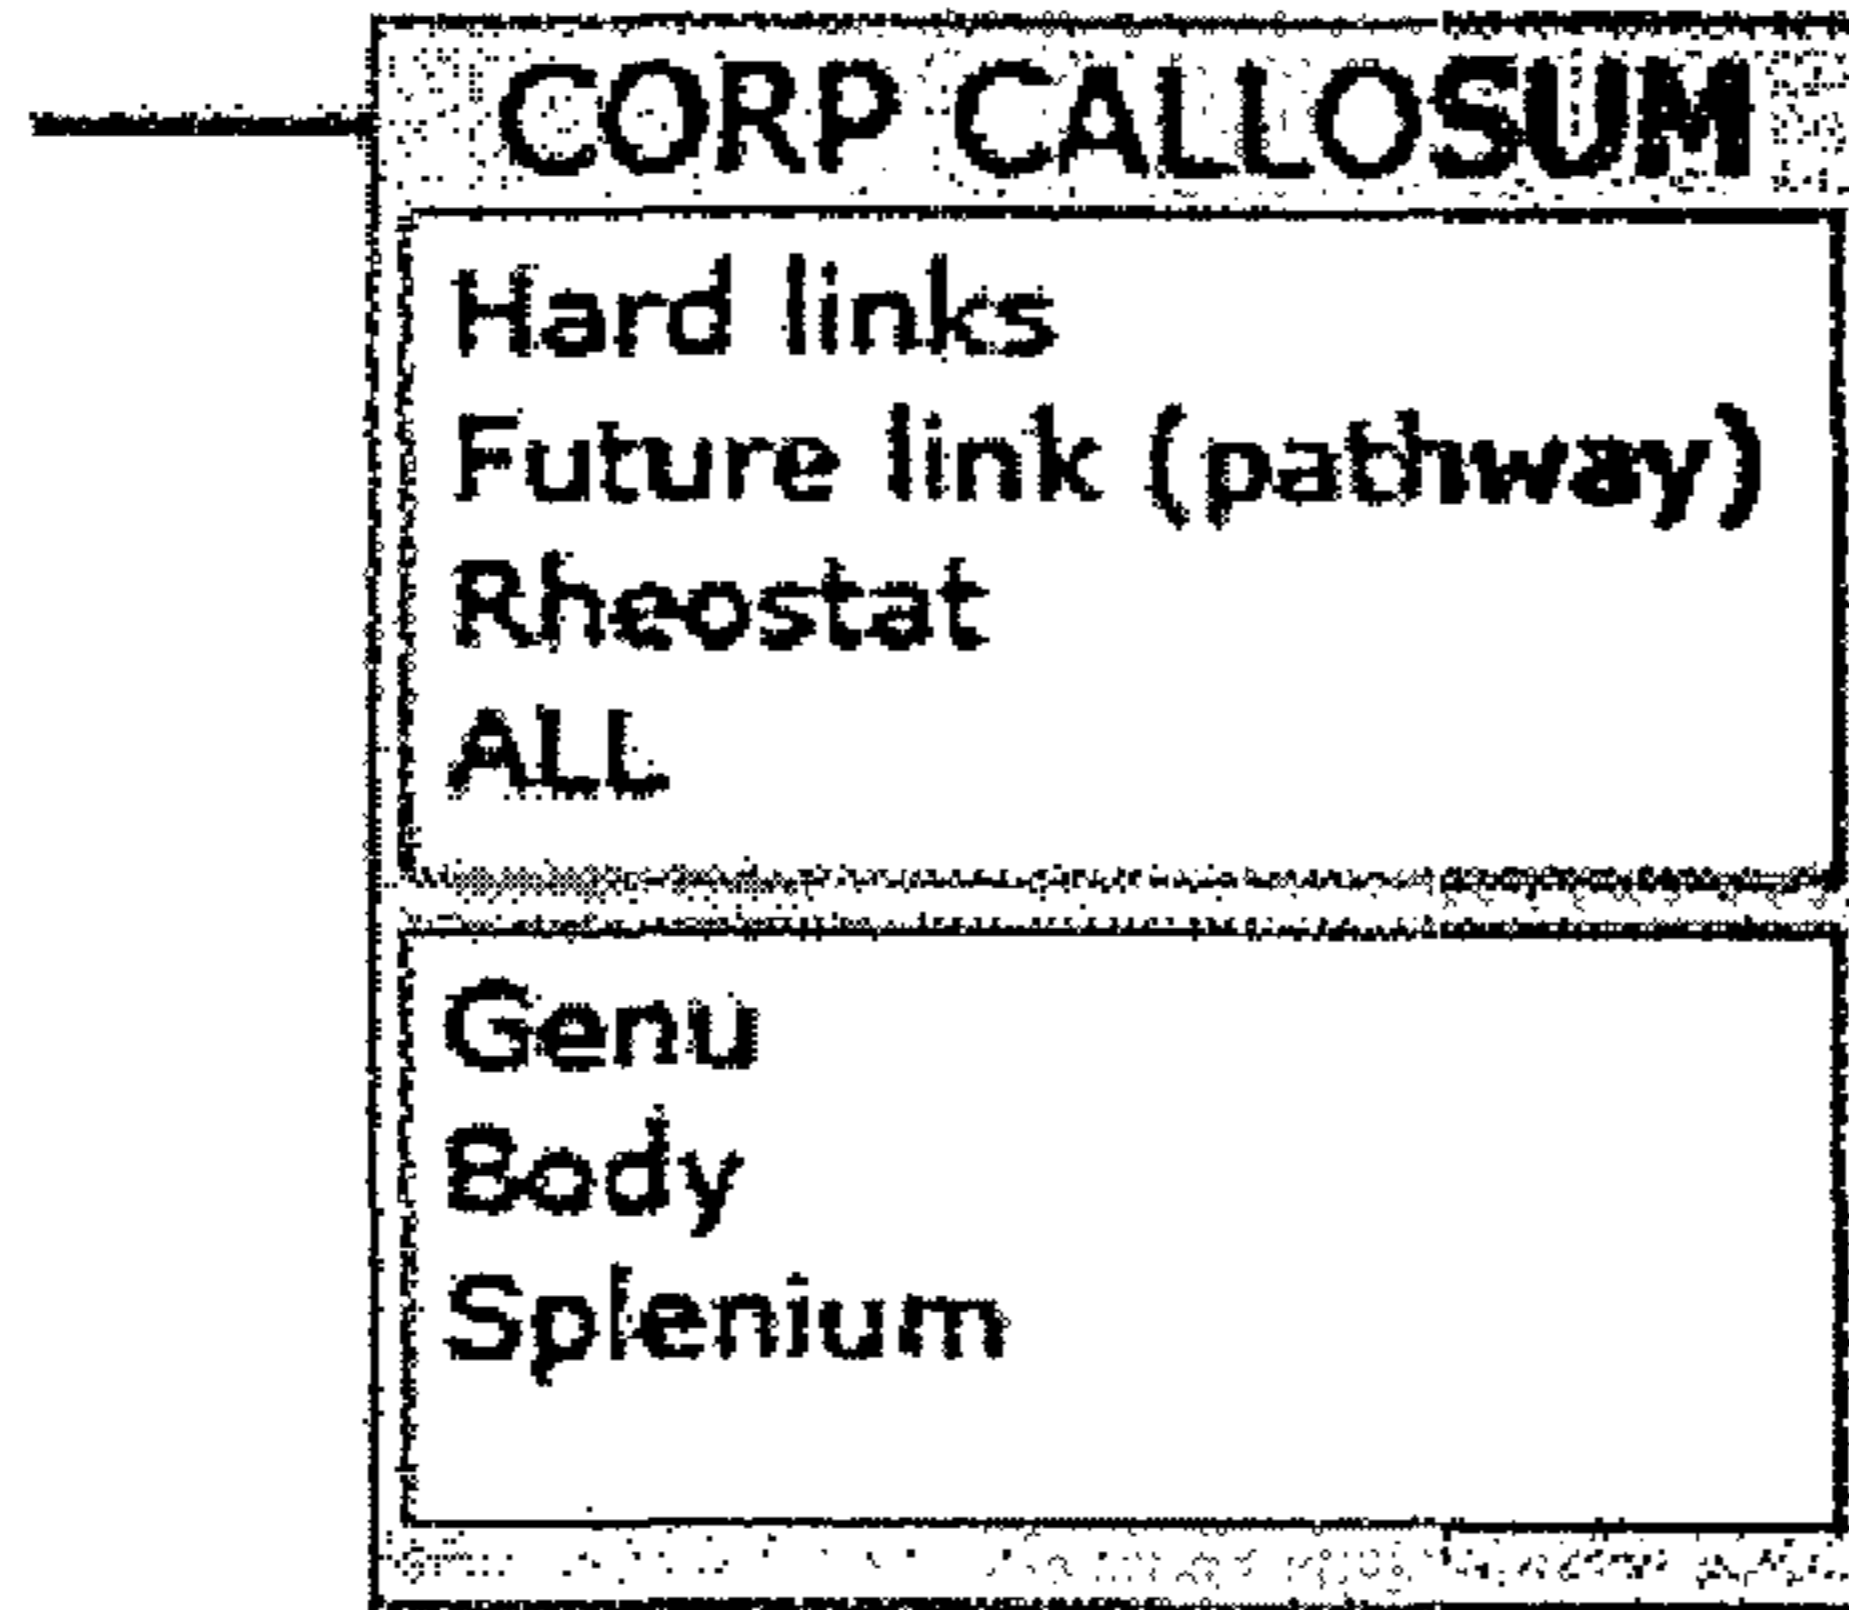 CORP CALLOSUM
Hard links
Future link (pathway)
Rheostat
ALL
Genu
Body
Splenium